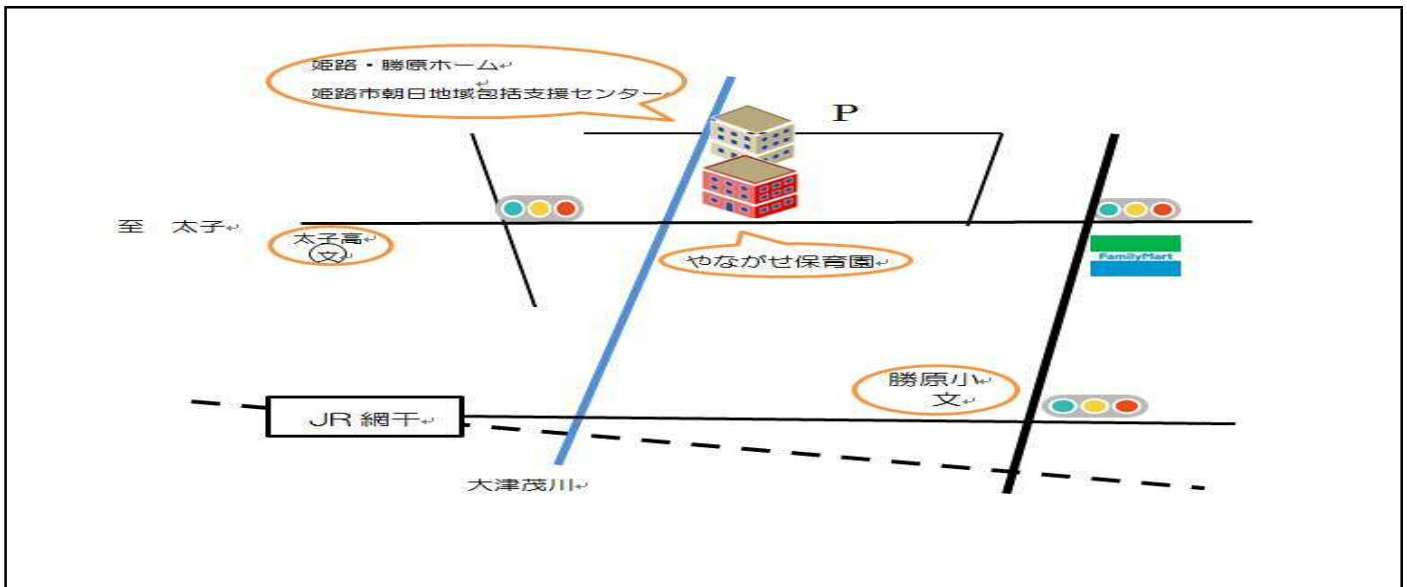 姫路・勝原ホーム
姫路市朝日地域包括支援センター
P
至　太子
太子高
文
やながせ保育園
FamilyMart
勝原小
文
JR 網干
大津茂川